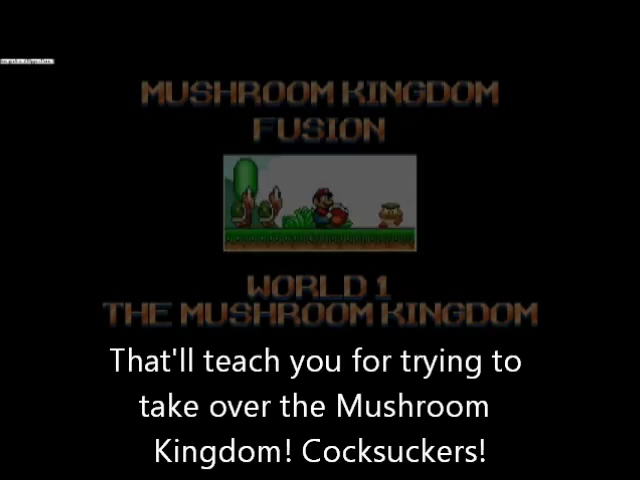 MUSHROOM KINGDOM
FUSION
WORLD 1
THE MUSHROOM KINGDOM
That'll teach you for trying to
take over the Mushroom
Kingdom! Cocksuckers!